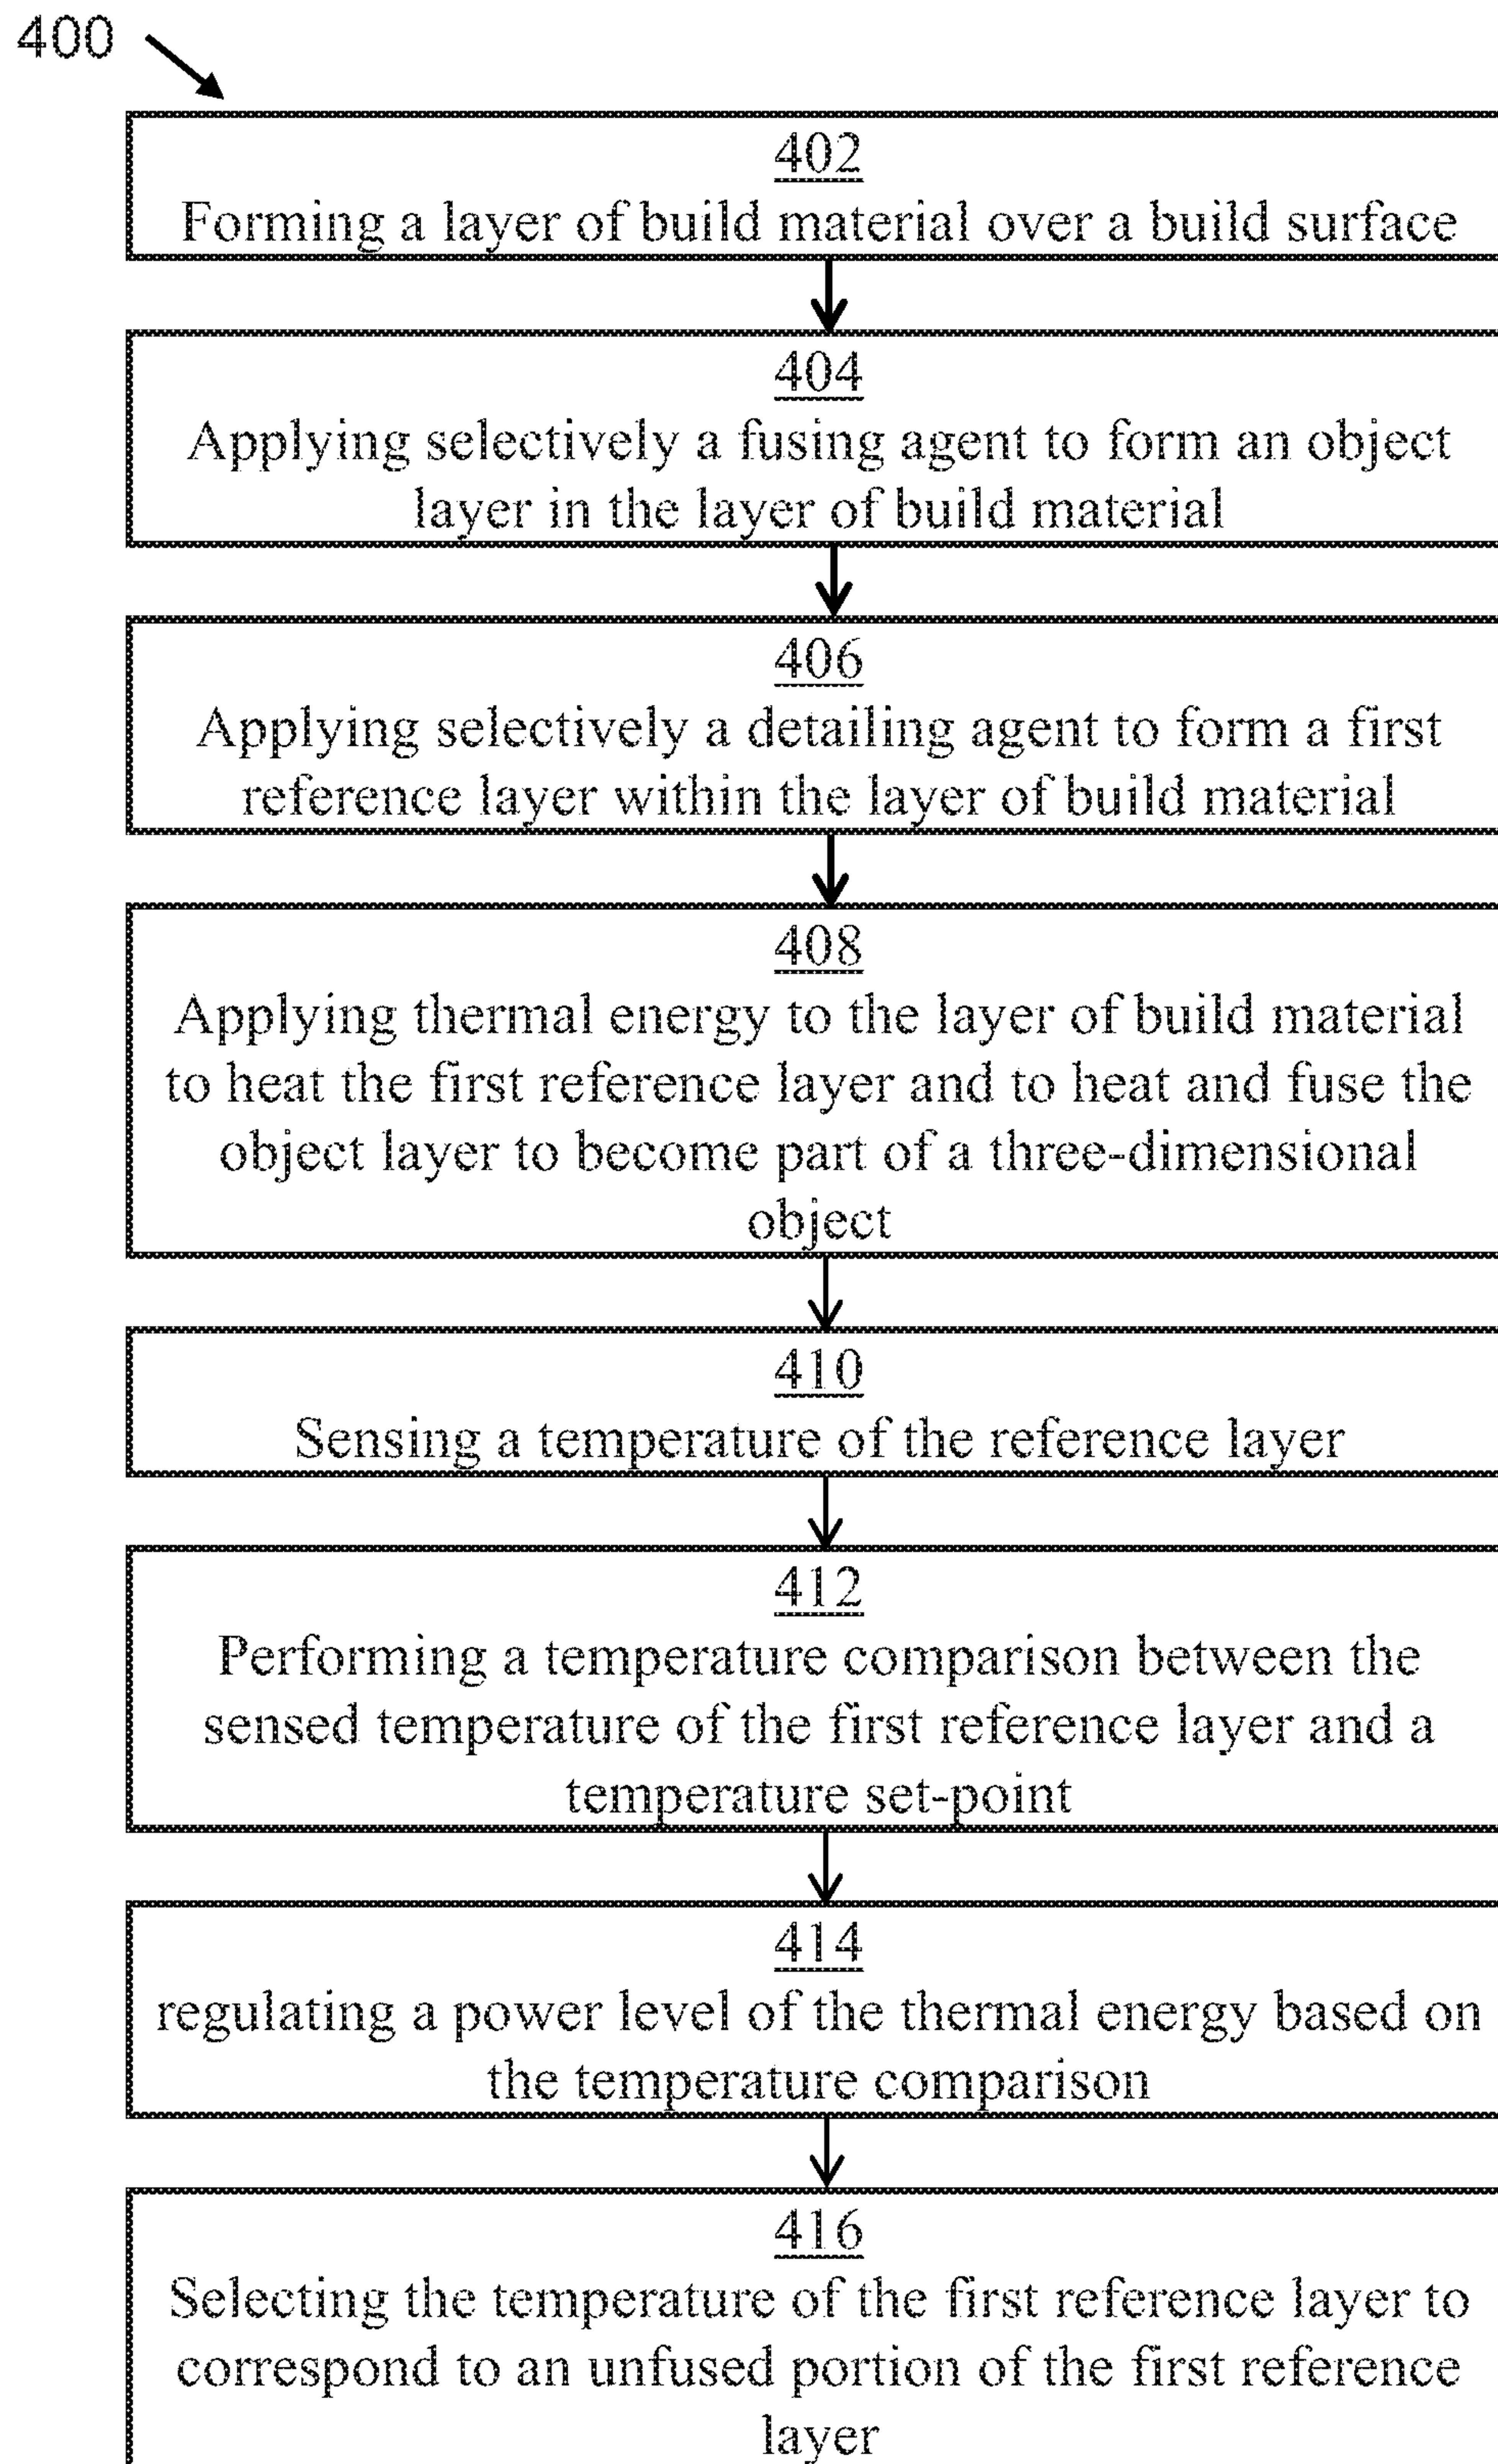 400
402
Forming a layer of build material over a build surface
404
Applying selectively a fusing agent to form an object
layer in the layer of build material
406
Applying selectively a detailing agent to form a first
reference layer within the layer of build material
408
Applying thermal energy to the layer of build material
to heat the first reference layer and to heat and fuse the
object layer to become part of a three-dimensional
object
410
Sensing a temperature of the reference layer
412
Performing a temperature comparison between the
sensed temperature of the first reference layer and a
temperature set-point
414
regulating a power level of the thermal energy based on
the temperature comparison
416
Selecting the temperature of the first reference layer to
correspond to an unfused portion of the first reference
layer